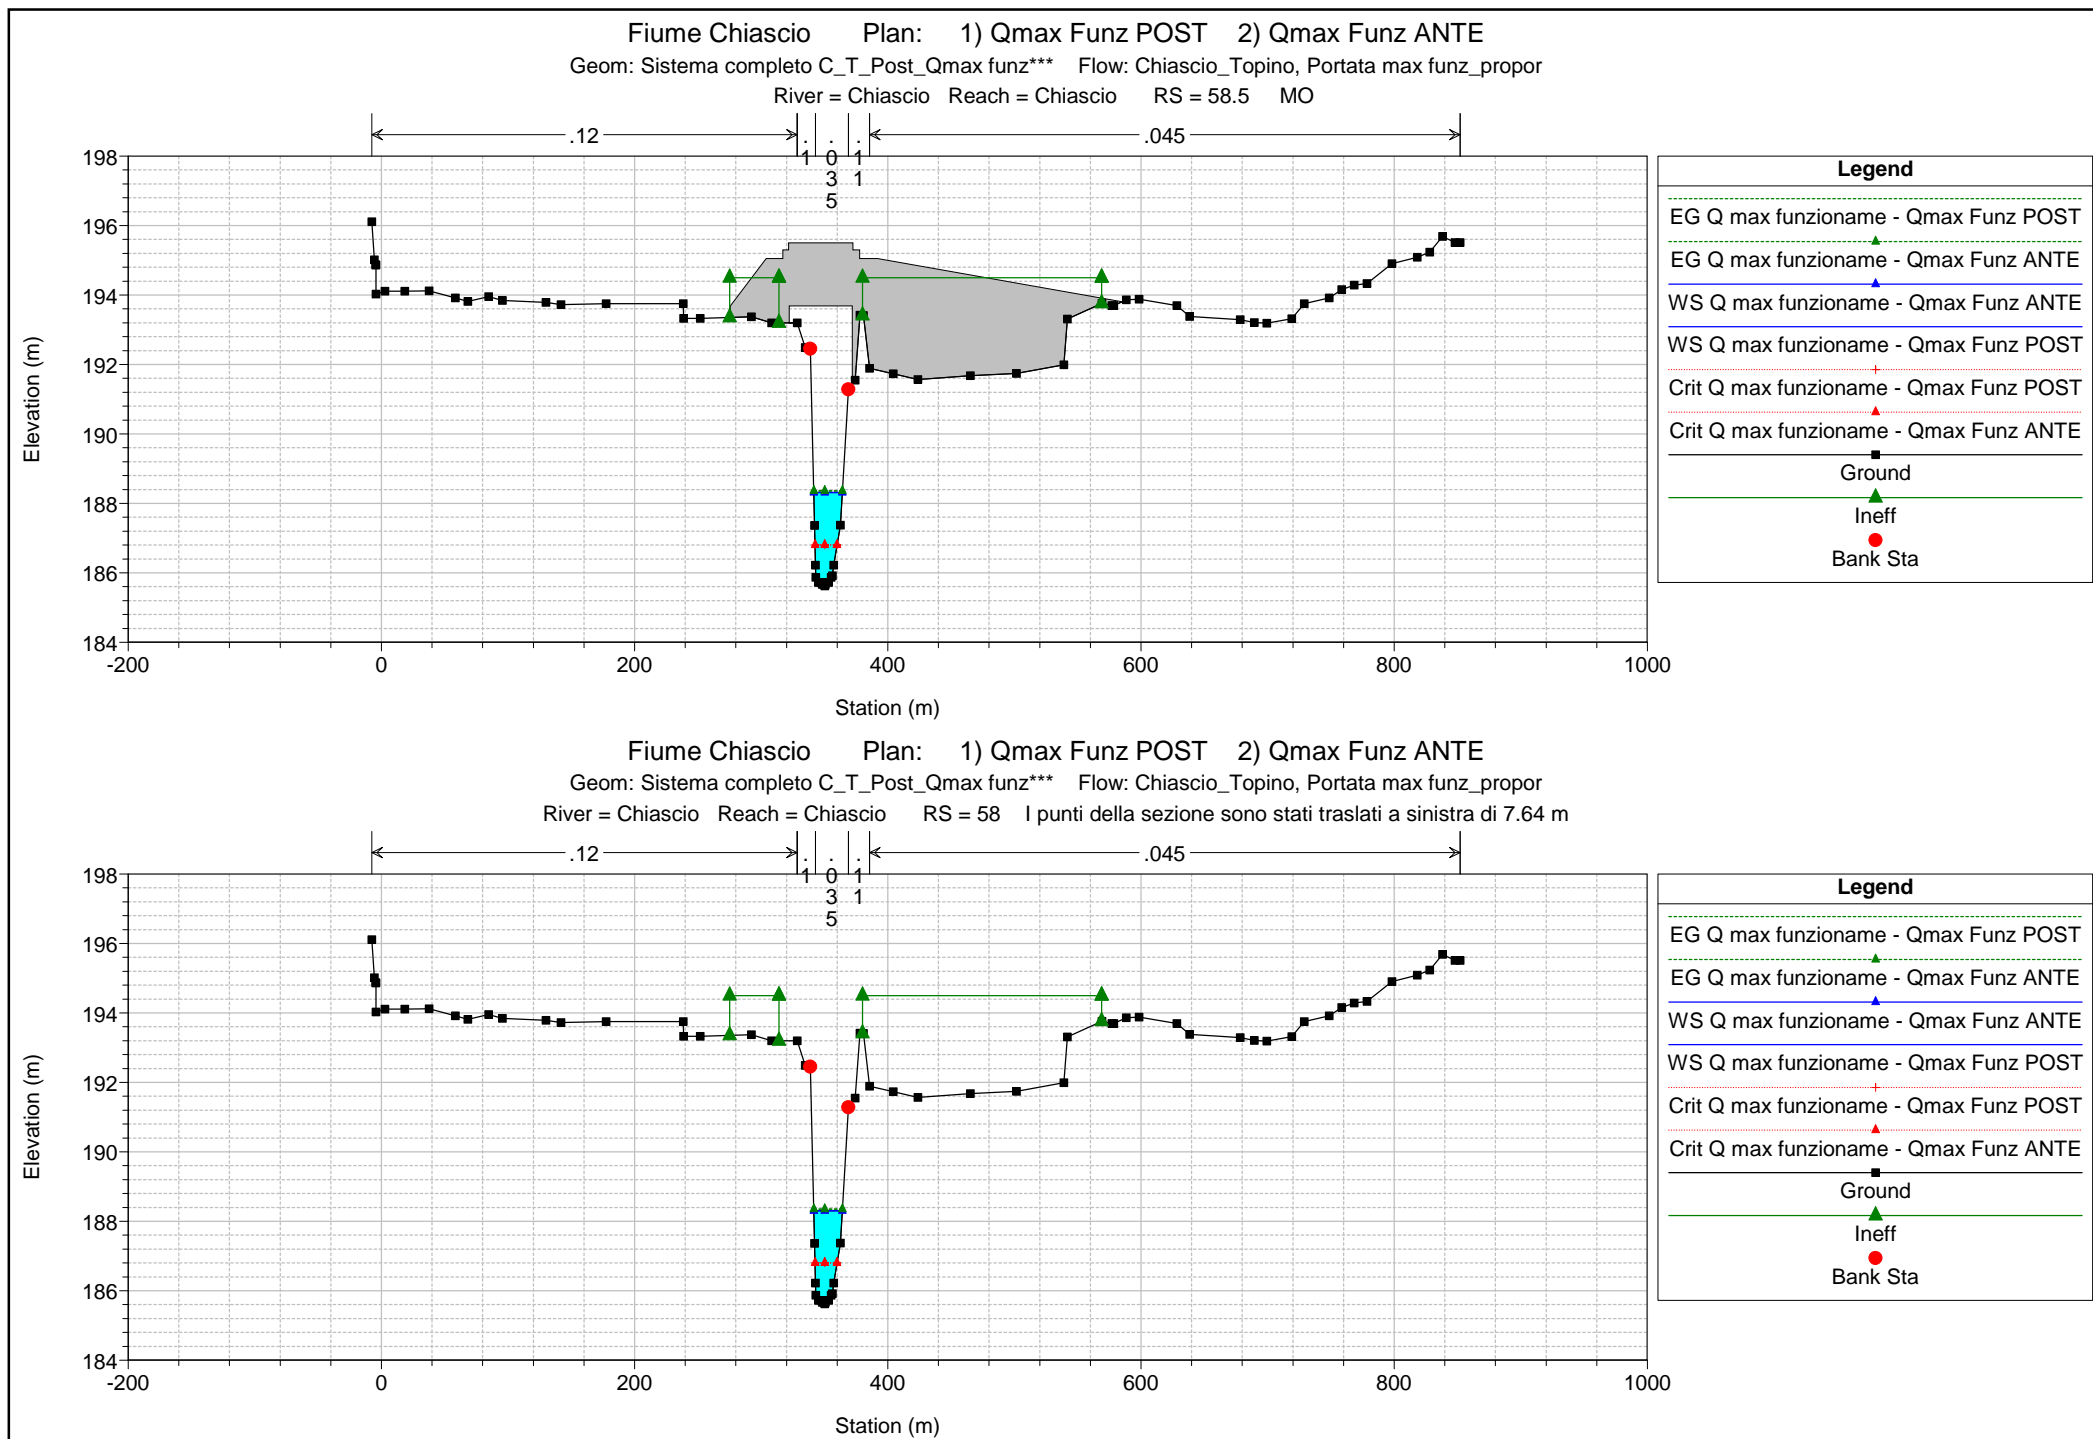 Fiume Chiascio Plan: 1) Qmax Funz POST 2) Qmax Funz ANTE
Geom: Sistema completo C_T_Post_Qmax funz*** Flow: Chiascio_Topino, Portata max funz_propor
River = Chiascio Reach = Chiascio RS = 58.5 MO
.12
.1
.035
.11
.045
198
196
194
192
190
188
186
184
Elevation (m)
-200 0 200 400 600 800 1000
Station (m)
Legend
EG Q max funzioname - Qmax Funz POST
EG Q max funzioname - Qmax Funz ANTE
WS Q max funzioname - Qmax Funz ANTE
WS Q max funzioname - Qmax Funz POST
Crit Q max funzioname - Qmax Funz POST
Crit Q max funzioname - Qmax Funz ANTE
Ground
Ineff
Bank Sta
Fiume Chiascio Plan: 1) Qmax Funz POST 2) Qmax Funz ANTE
Geom: Sistema completo C_T_Post_Qmax funz*** Flow: Chiascio_Topino, Portata max funz_propor
River = Chiascio Reach = Chiascio RS = 58 I punti della sezione sono stati traslati a sinistra di 7.64 m
.12
.1
.035
.11
.045
198
196
194
192
190
188
186
184
Elevation (m)
-200 0 200 400 600 800 1000
Station (m)
Legend
EG Q max funzioname - Qmax Funz POST
EG Q max funzioname - Qmax Funz ANTE
WS Q max funzioname - Qmax Funz ANTE
WS Q max funzioname - Qmax Funz POST
Crit Q max funzioname - Qmax Funz POST
Crit Q max funzioname - Qmax Funz ANTE
Ground
Ineff
Bank Sta